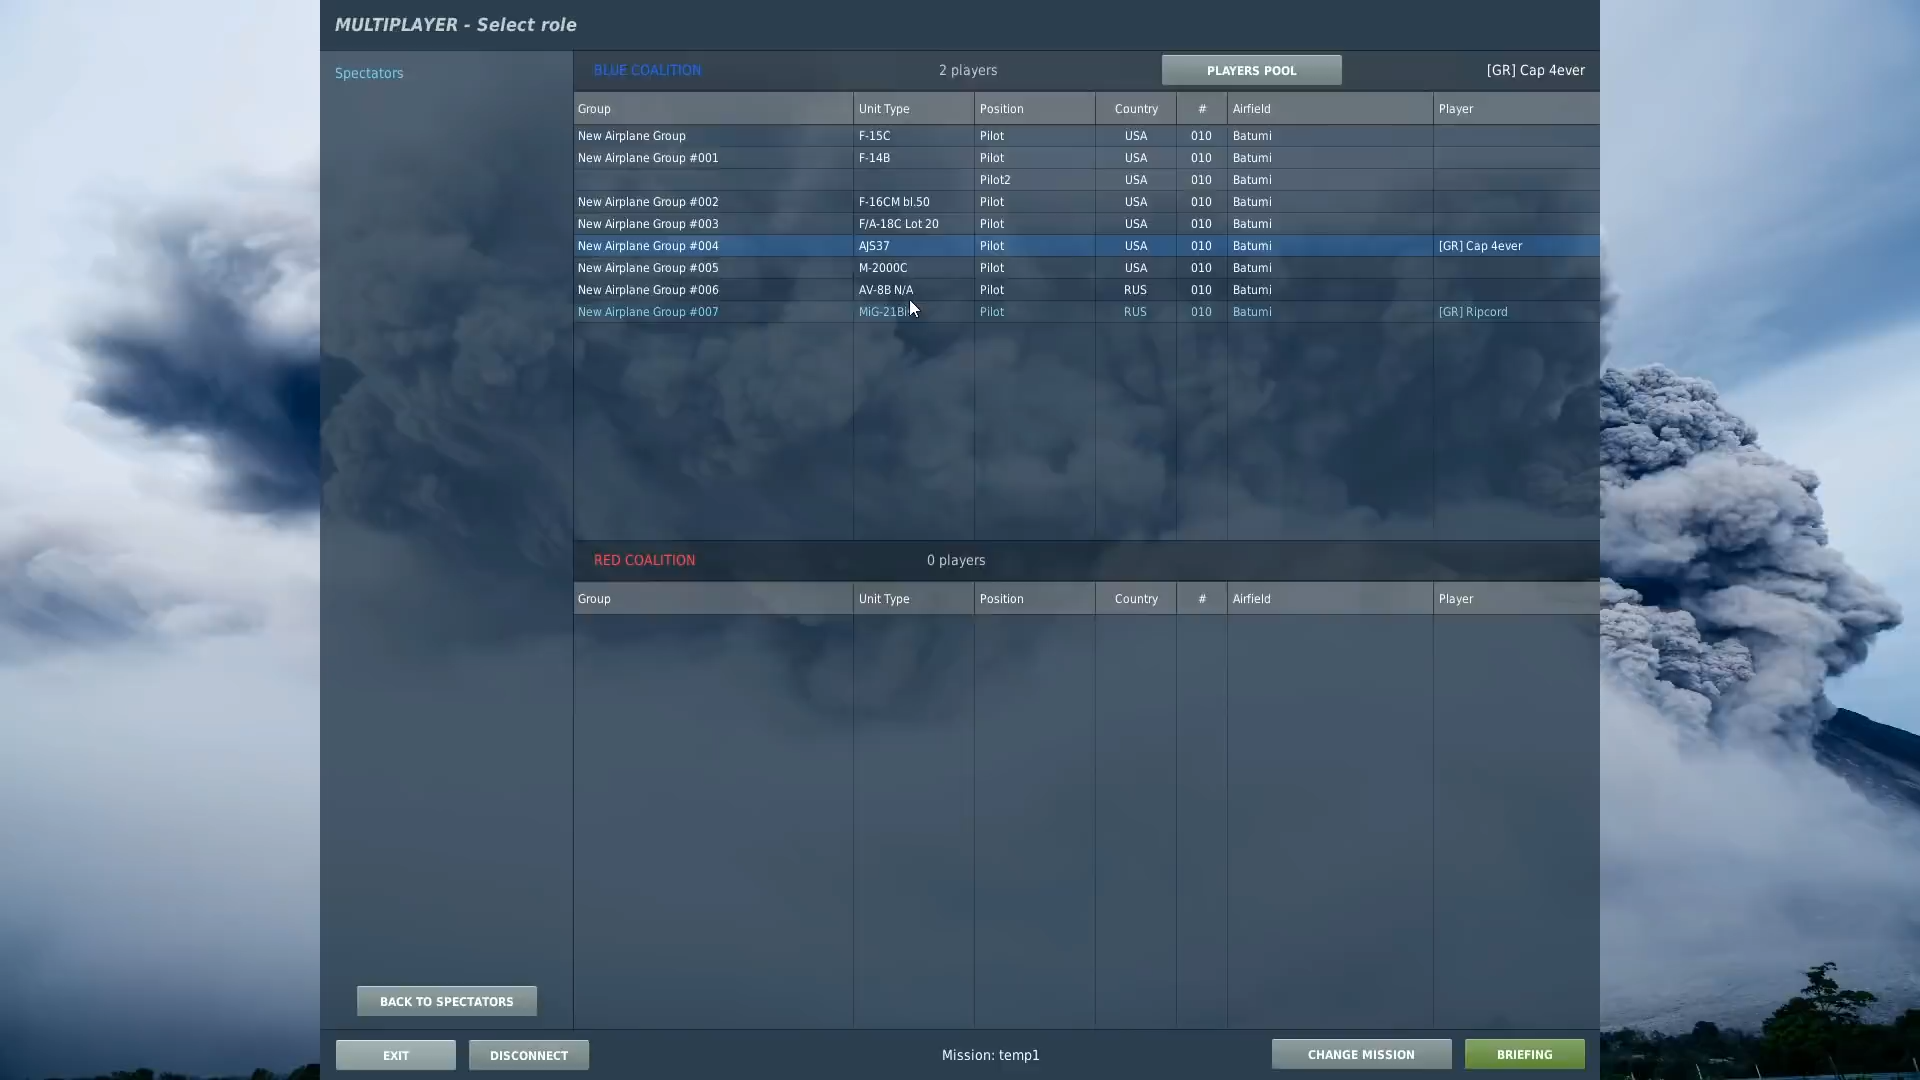 MULTIPLAYER - Select role
Spectators
BLUE COALITION 2 players PLAYERS POOL [GR] Cap 4ever
Group Unit Type Position Country # Airfield Player
New Airplane Group F-15C Pilot USA 010 Batumi
New Airplane Group #001 F-14B Pilot USA 010 Batumi
Pilot2 USA 010 Batumi
New Airplane Group #002 F-16CM bl.50 Pilot USA 010 Batumi
New Airplane Group #003 F/A-18C Lot 20 Pilot USA 010 Batumi
New Airplane Group #004 AJS37 Pilot USA 010 Batumi [GR] Cap 4ever
New Airplane Group #005 M-2000C Pilot USA 010 Batumi
New Airplane Group #006 AV-8B N/A Pilot RUS 010 Batumi
New Airplane Group #007 Pilot RUS 010 Batumi [GR] Ripcord
RED COALITION 0 players
Group Unit Type Position Country # Airfield Player
BACK TO SPECTATORS
EXIT DISCONNECT Mission: temp1 CHANGE MISSION BRIEFING